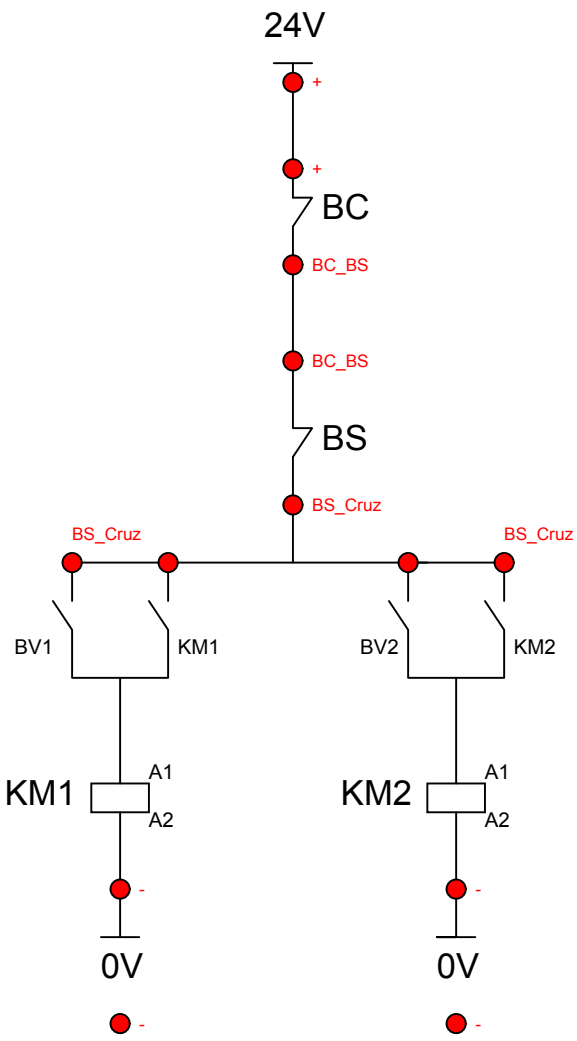 24V
+
+
BC
BC_BS
BC_BS
BS
BS_Cruz
BS_Cruz
BS_Cruz
BV1
KM1
BV2
KM2
KM1
A1
A2
KM2
A1
A2
-
-
0V
0V
-
-